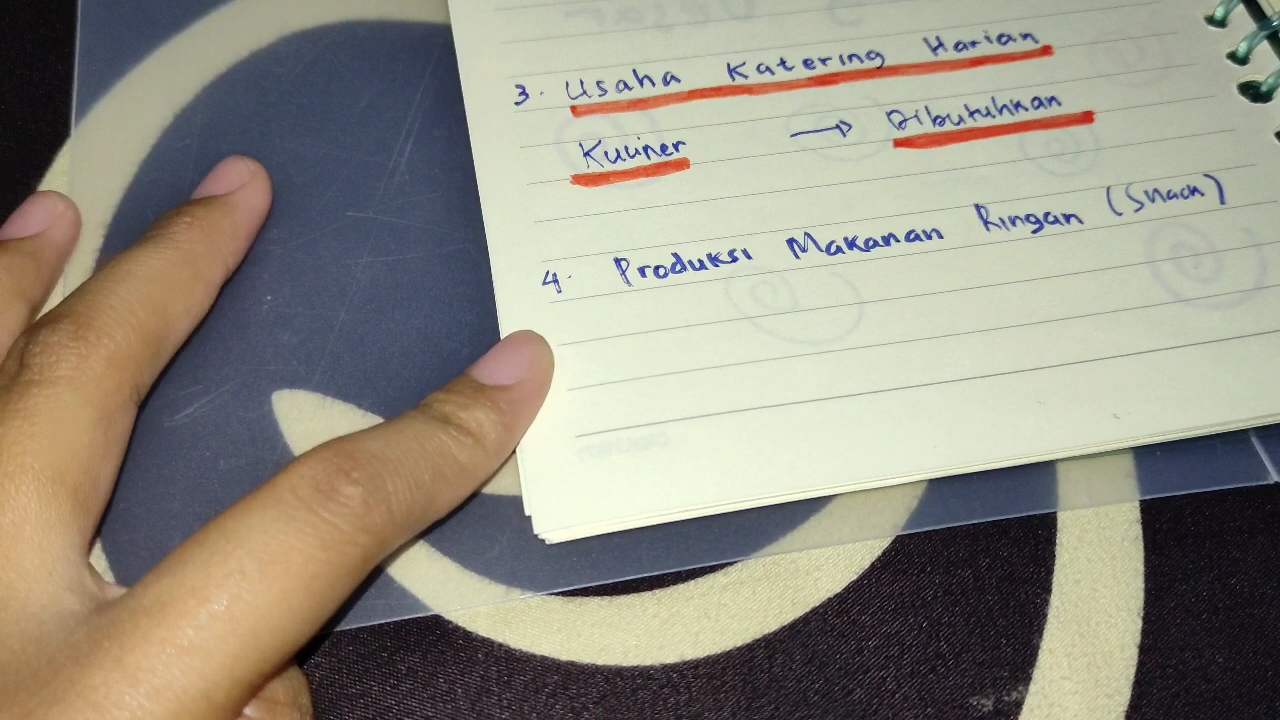 3. Usaha Katering Harian
Kuliner → Dibutuhkan
4. Produksi Makanan Ringan (Snack)